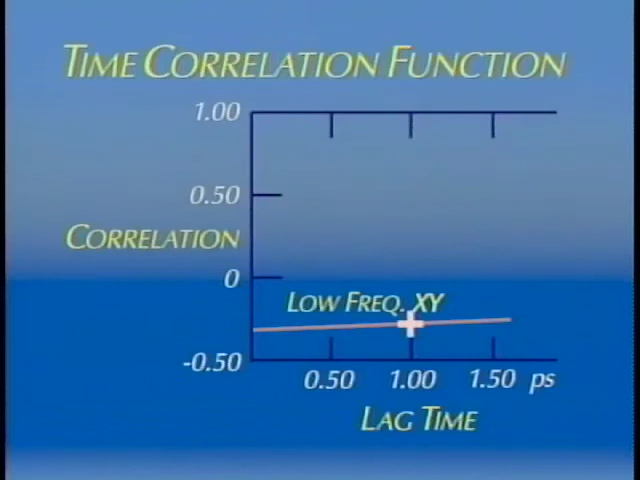 TIME CORRELATION FUNCTION
1.00
0.50
CORRELATION
0
LOW FREQ. XY
-0.50
0.50 1.00 1.50 ps
LAG TIME